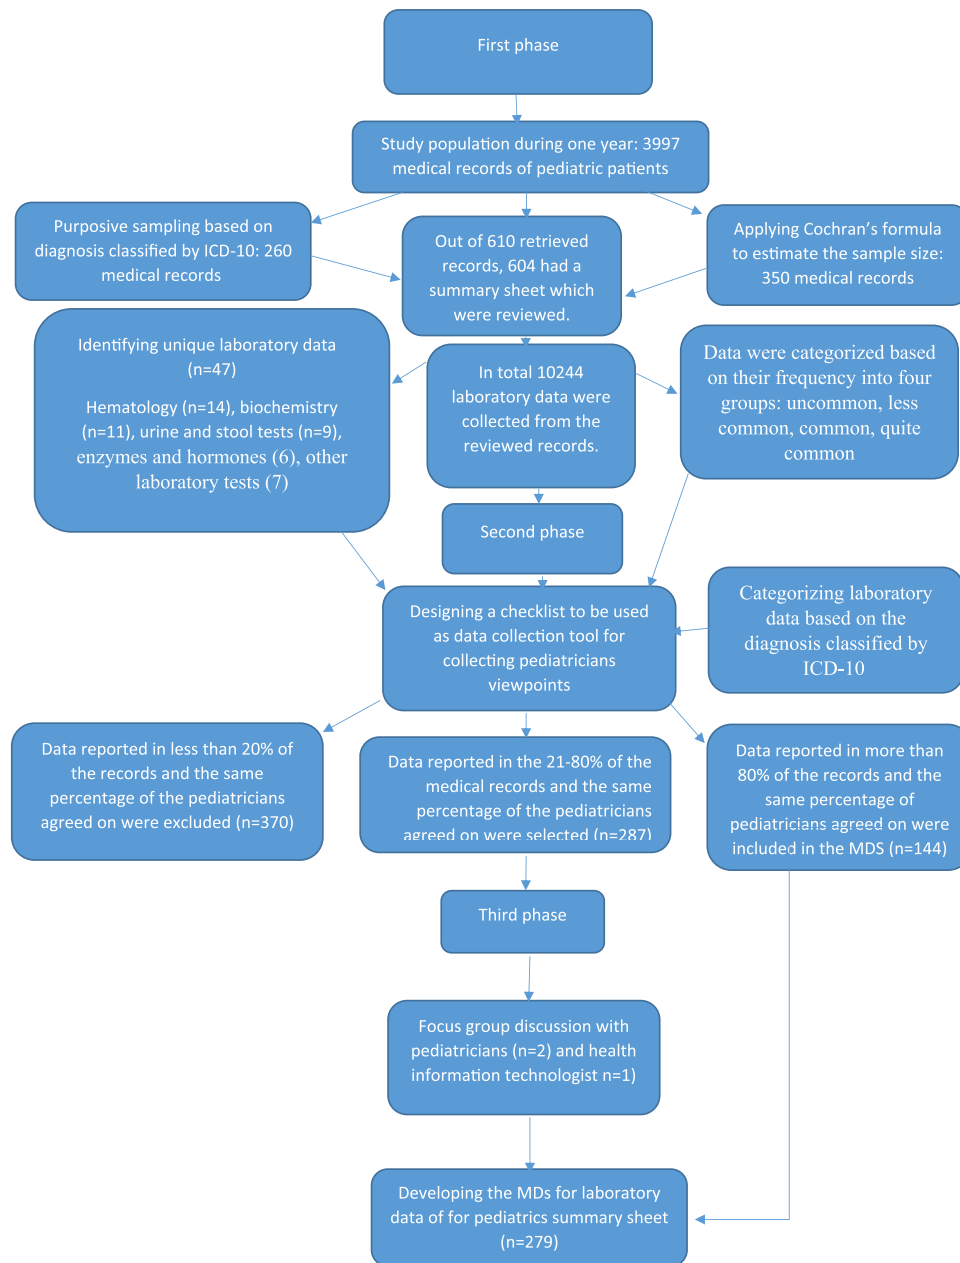 First phase
Study population during one year: 3997
medical records of pediatric patients
Purposive sampling based on
diagnosis classified by ICD-10: 260
medical records
Out of 610 retrieved
records, 604 had a
summary sheet which
were reviewed.
Applying Cochran’s formula
to estimate the sample size:
350 medical records
Identifying unique laboratory data
(n=47)
Hematology (n=14), biochemistry
(n=11), urine and stool tests (n=9),
enzymes and hormones (6), other
laboratory tests (7)
In total 10244
laboratory data were
collected from the
reviewed records.
Data were categorized based
on their frequency into four
groups: uncommon, less
common, common, quite
common
Second phase
Designing a checklist to be used
as data collection tool for
collecting pediatricians
viewpoints
Categorizing laboratory
data based on the
diagnosis classified by
ICD-10
Data reported in less than 20% of
the records and the same
percentage of the pediatricians
agreed on were excluded (n=370)
Data reported in the 21-80% of the
medical records and the same
percentage of the pediatricians
agreed on were selected (n=287)
Data reported in more than
80% of the records and the
same percentage of
pediatricians agreed on were
included in the MDS (n=144)
Third phase
Focus group discussion with
pediatricians (n=2) and health
information technologist n=1)
Developing the MDs for laboratory
data of for pediatrics summary sheet
(n=279)